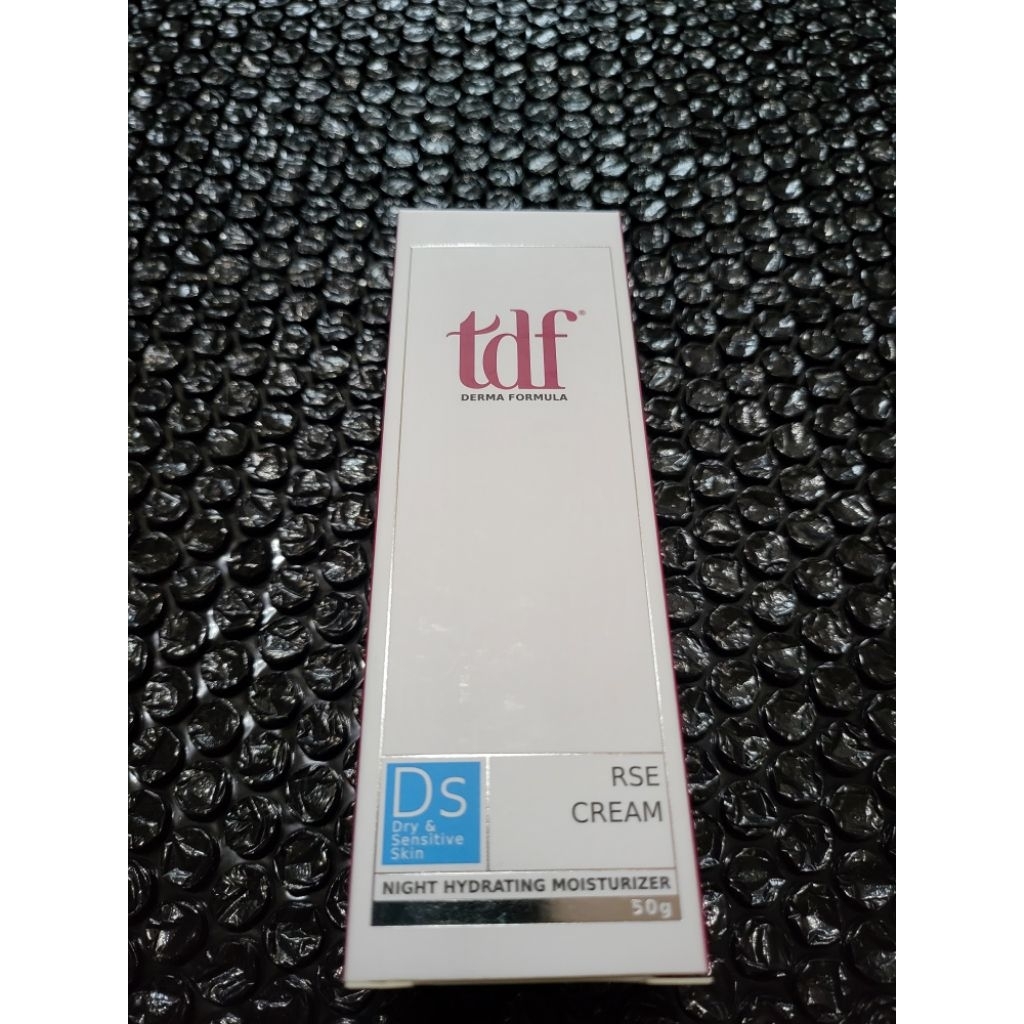 tdf®
DERMA FORMULA
Ds
Dry &
Sensitive
Skin
RSE
CREAM
NIGHT HYDRATING MOISTURIZER
50g